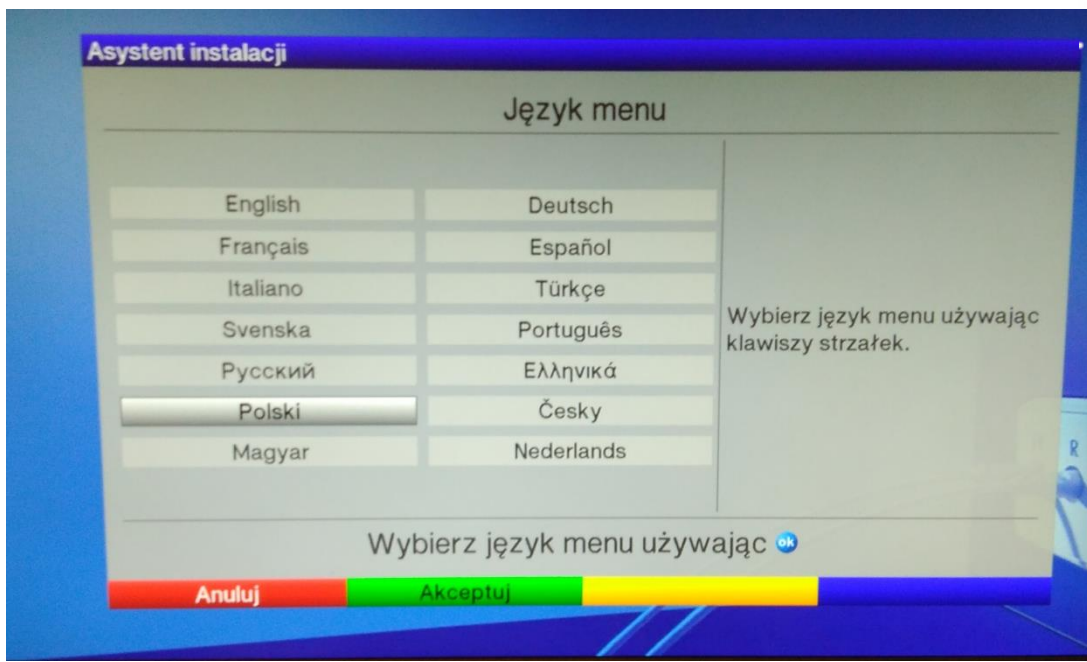 Asystent instalacji
Język menu
English
Deutsch
Français
Español
Italiano
Türkçe
Svenska
Português
Русский
Ελληνικά
Polski
Česky
Magyar
Nederlands
Wybierz język menu używając
klawiszy strzałek.
R
Wybierz język menu używając ok
Anuluj
Akceptuj